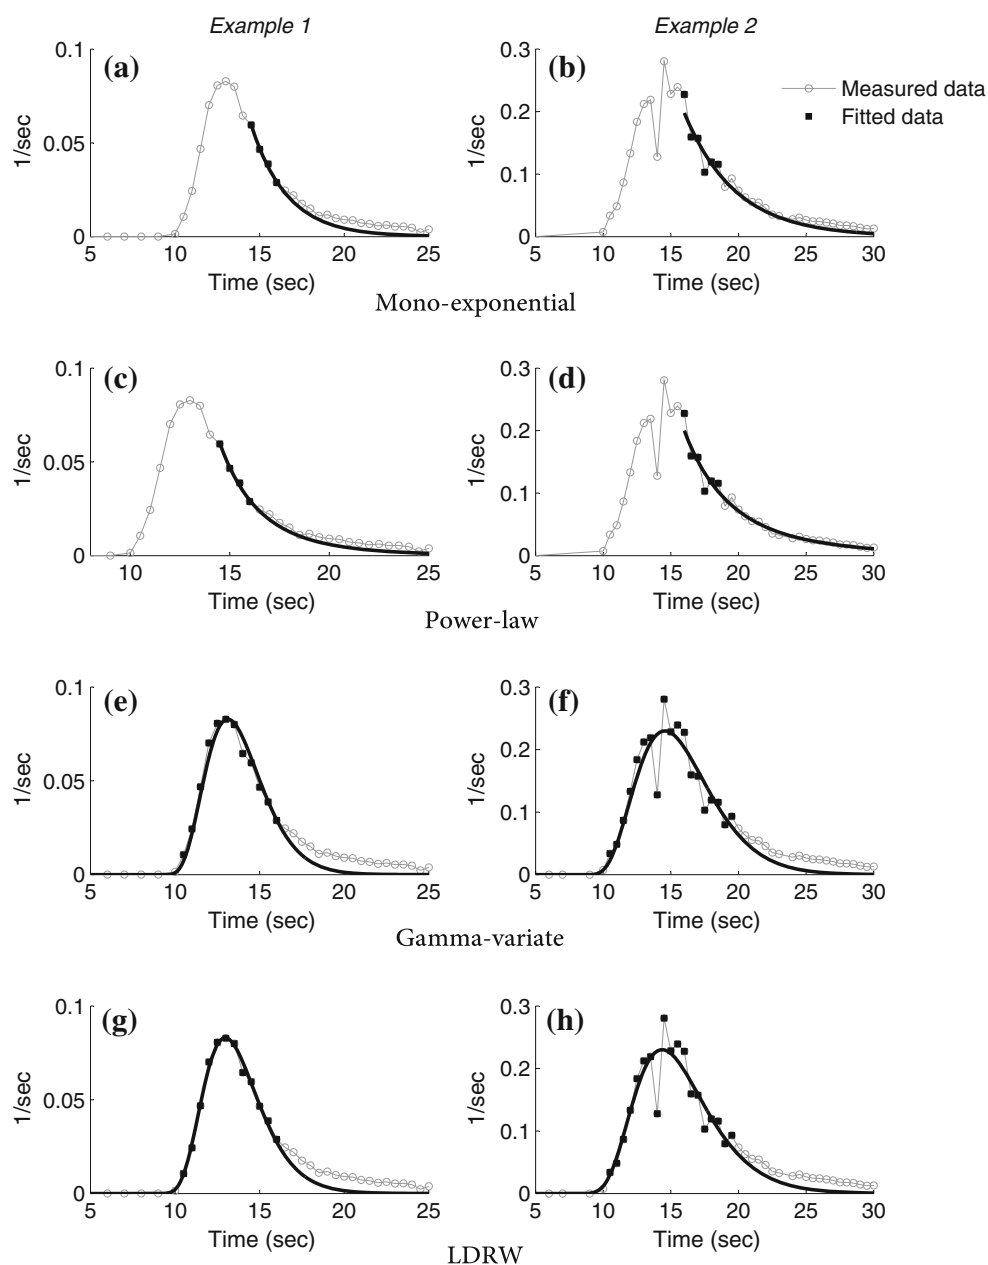 Example 1
Example 2
(a)
0.1
0.05
0
1/sec
5 10 15 20 25
Time (sec)
(b)
0.3
0.2
0.1
0
1/sec
5 10 15 20 25 30
Time (sec)
Measured data
Fitted data
Mono-exponential
(c)
0.1
0.05
0
1/sec
10 15 20 25
Time (sec)
(d)
0.3
0.2
0.1
0
1/sec
5 10 15 20 25 30
Time (sec)
Power-law
(e)
0.1
0.05
0
1/sec
5 10 15 20 25
Time (sec)
(f)
0.3
0.2
0.1
0
1/sec
5 10 15 20 25 30
Time (sec)
Gamma-variate
(g)
0.1
0.05
0
1/sec
5 10 15 20 25
Time (sec)
(h)
0.3
0.2
0.1
0
1/sec
5 10 15 20 25 30
Time (sec)
LDRW